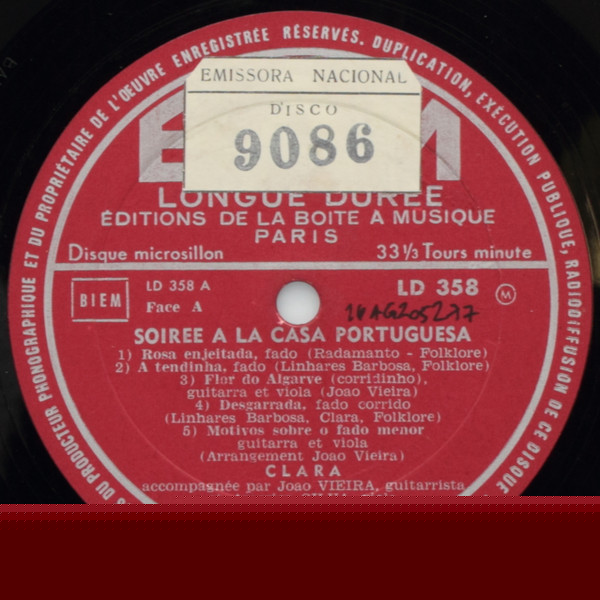 DU PRODUCTEUR PHONOGRAPHIQUE ET DU PROPRIÉTAIRE DE L'ŒUVRE ENREGISTRÉE RÉSERVÉS. DUPLICATION, EXÉCUTION PUBLIQUE, RADIODIFFUSION DE CE DISQUE
EMISSORA NACIONAL
DISCO
9086
LONGUE DURÉE
ÉDITIONS DE LA BOITE A MUSIQUE
PARIS
Disque microsillon 33 1/3 Tours minute
BIEM
LD 358 A
Face A
LD 358
M
SOIREE A LA CASA PORTUGUESA
1) Rosa enjeitada, fado (Radamanto - Folklore)
2) A tendinha, fado (Linhares Barbosa, Folklore)
3) Flor do Algarve (corridinho),
guitarra et viola (Joao Vieira)
4) Desgarrada, fado corrido
(Linhares Barbosa, Clara, Folklore)
5) Motivos sobre o fado menor
guitarra et viola
(Arrangement Joao Vieira)
CLARA
accompagnée par Joao VIEIRA, guitarrista